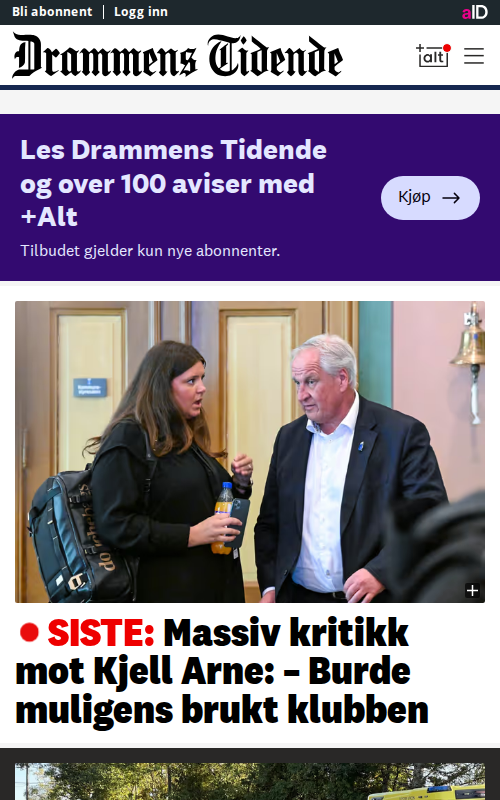 Bli abonnent | Logg inn
aID
Drammens Tidende
+alt
Les Drammens Tidende
og over 100 aviser med
+Alt
Kjøp →
Tilbudet gjelder kun nye abonnenter.
SISTE: Massiv kritikk
mot Kjell Arne: – Burde
muligens brukt klubben